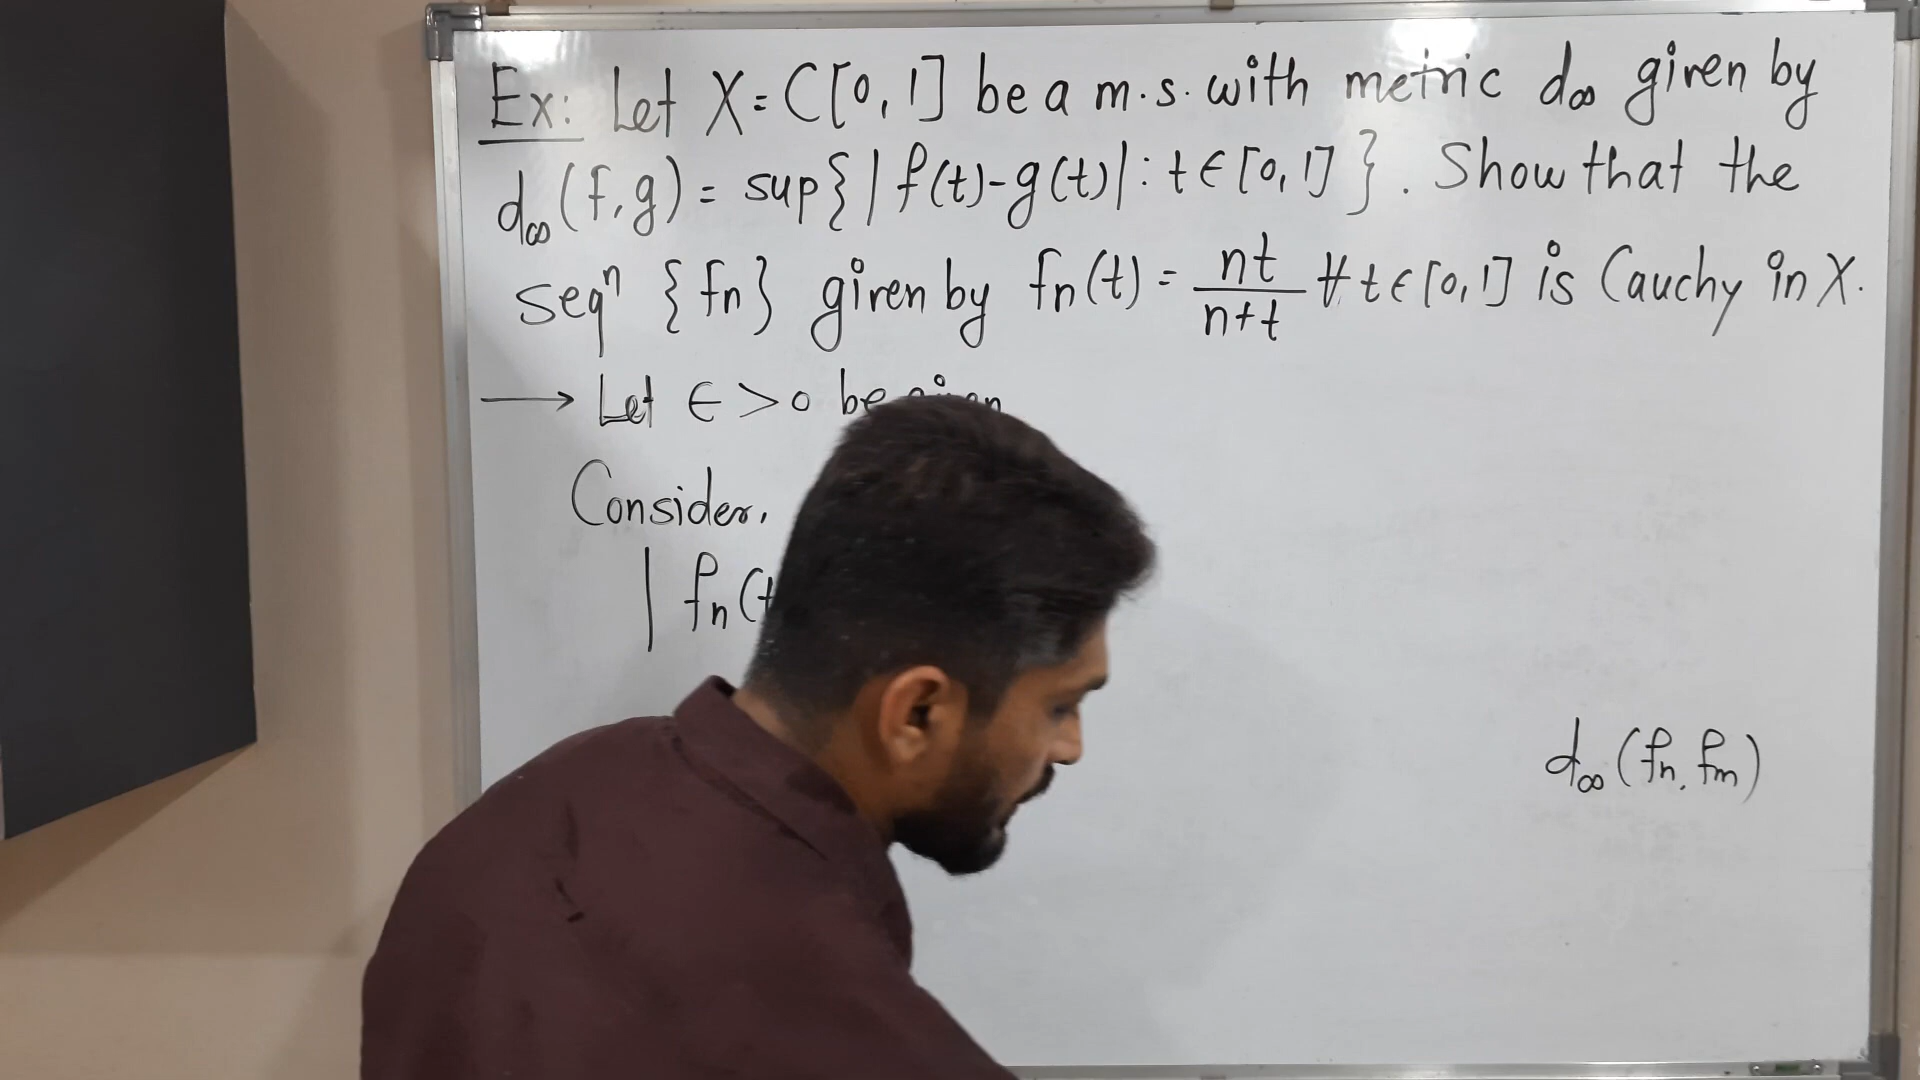 Ex: Let X = C[0, 1] be a m.s. with metric d∞ given by
d∞(f, g) = sup{ | f(t) - g(t) | : t ∈ [0, 1] }. Show that the
seqⁿ {fn} given by fn(t) = nt/(n+t) ∀ t ∈ [0, 1] is Cauchy in X.
→ Let ϵ > 0 be given
Consider,
| fn(t
d∞(fn, fm)